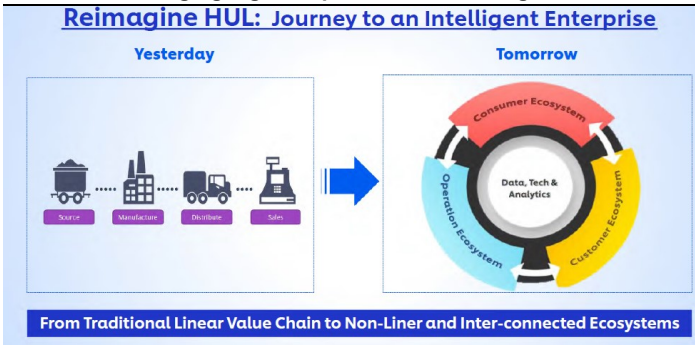 Reimagine HUL: Journey to an Intelligent Enterprise
Yesterday
Tomorrow
Source
Manufacture
Distribute
Sales
Consumer Ecosystem
Operation Ecosystem
Data, Tech &
Analytics
Customer Ecosystem
From Traditional Linear Value Chain to Non-Liner and Inter-connected Ecosystems